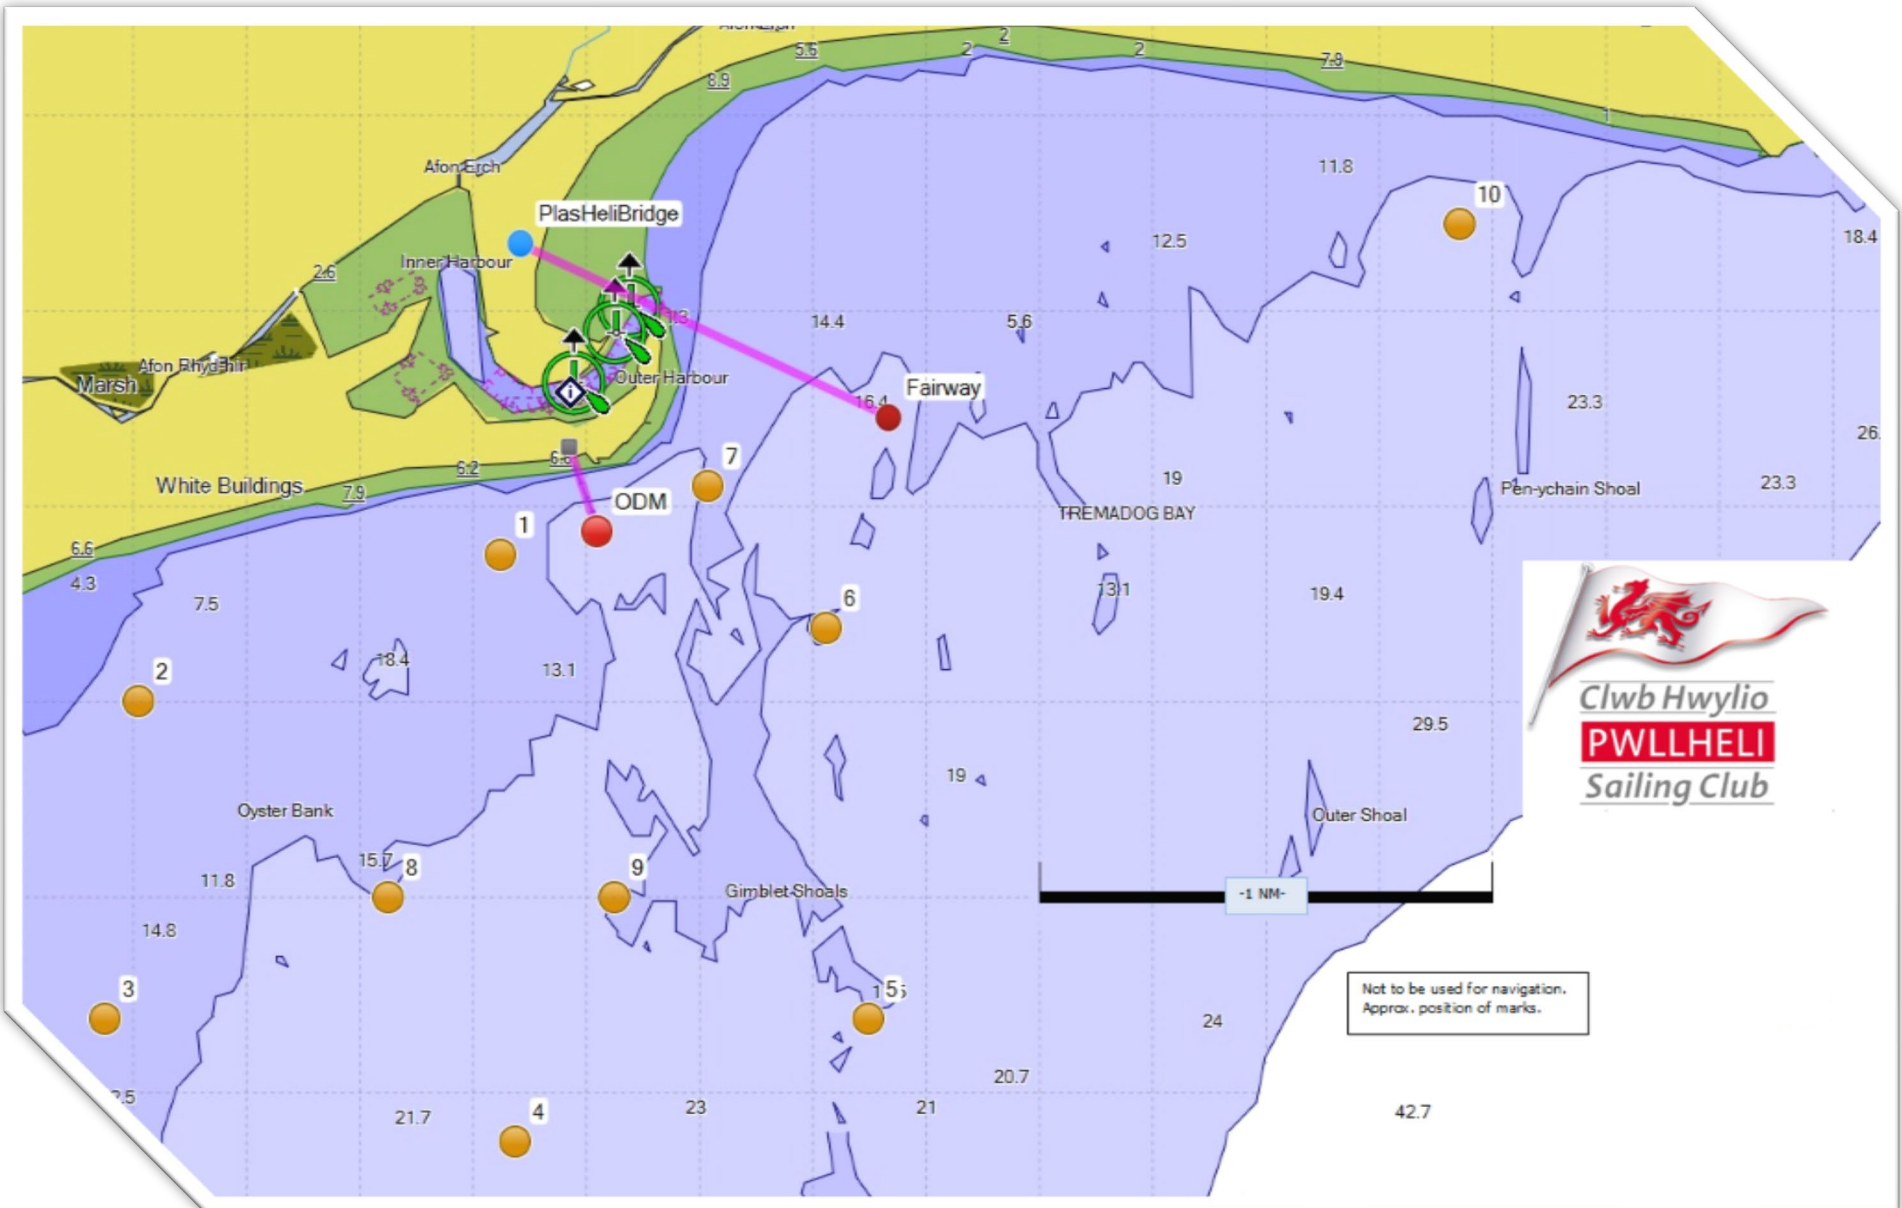 2
5.6
2
2
7.9
8.9
1
Afon Erch
11.8
10
PlasHeliBridge
12.5
18.4
Inner Harbour
2.6
14.4
5.6
Afon Rhyd-hir
Marsh
Outer Harbour
Fairway
16.4
23.3
26.
7
6.2
White Buildings
7.9
19
Pen-ychain Shoal
23.3
ODM
TREMADOG BAY
1
6.6
4.3
7.5
13.1
19.4
6
18.4
13.1
2
29.5
Clwb Hwylio
PWLLHELI
Sailing Club
19
Oyster Bank
Outer Shoal
15.7
8
9
11.8
Gimblet Shoals
-1 NM-
14.8
3
5
Not to be used for navigation.
Approx. position of marks.
24
20.7
2.5
21.7
4
23
21
42.7